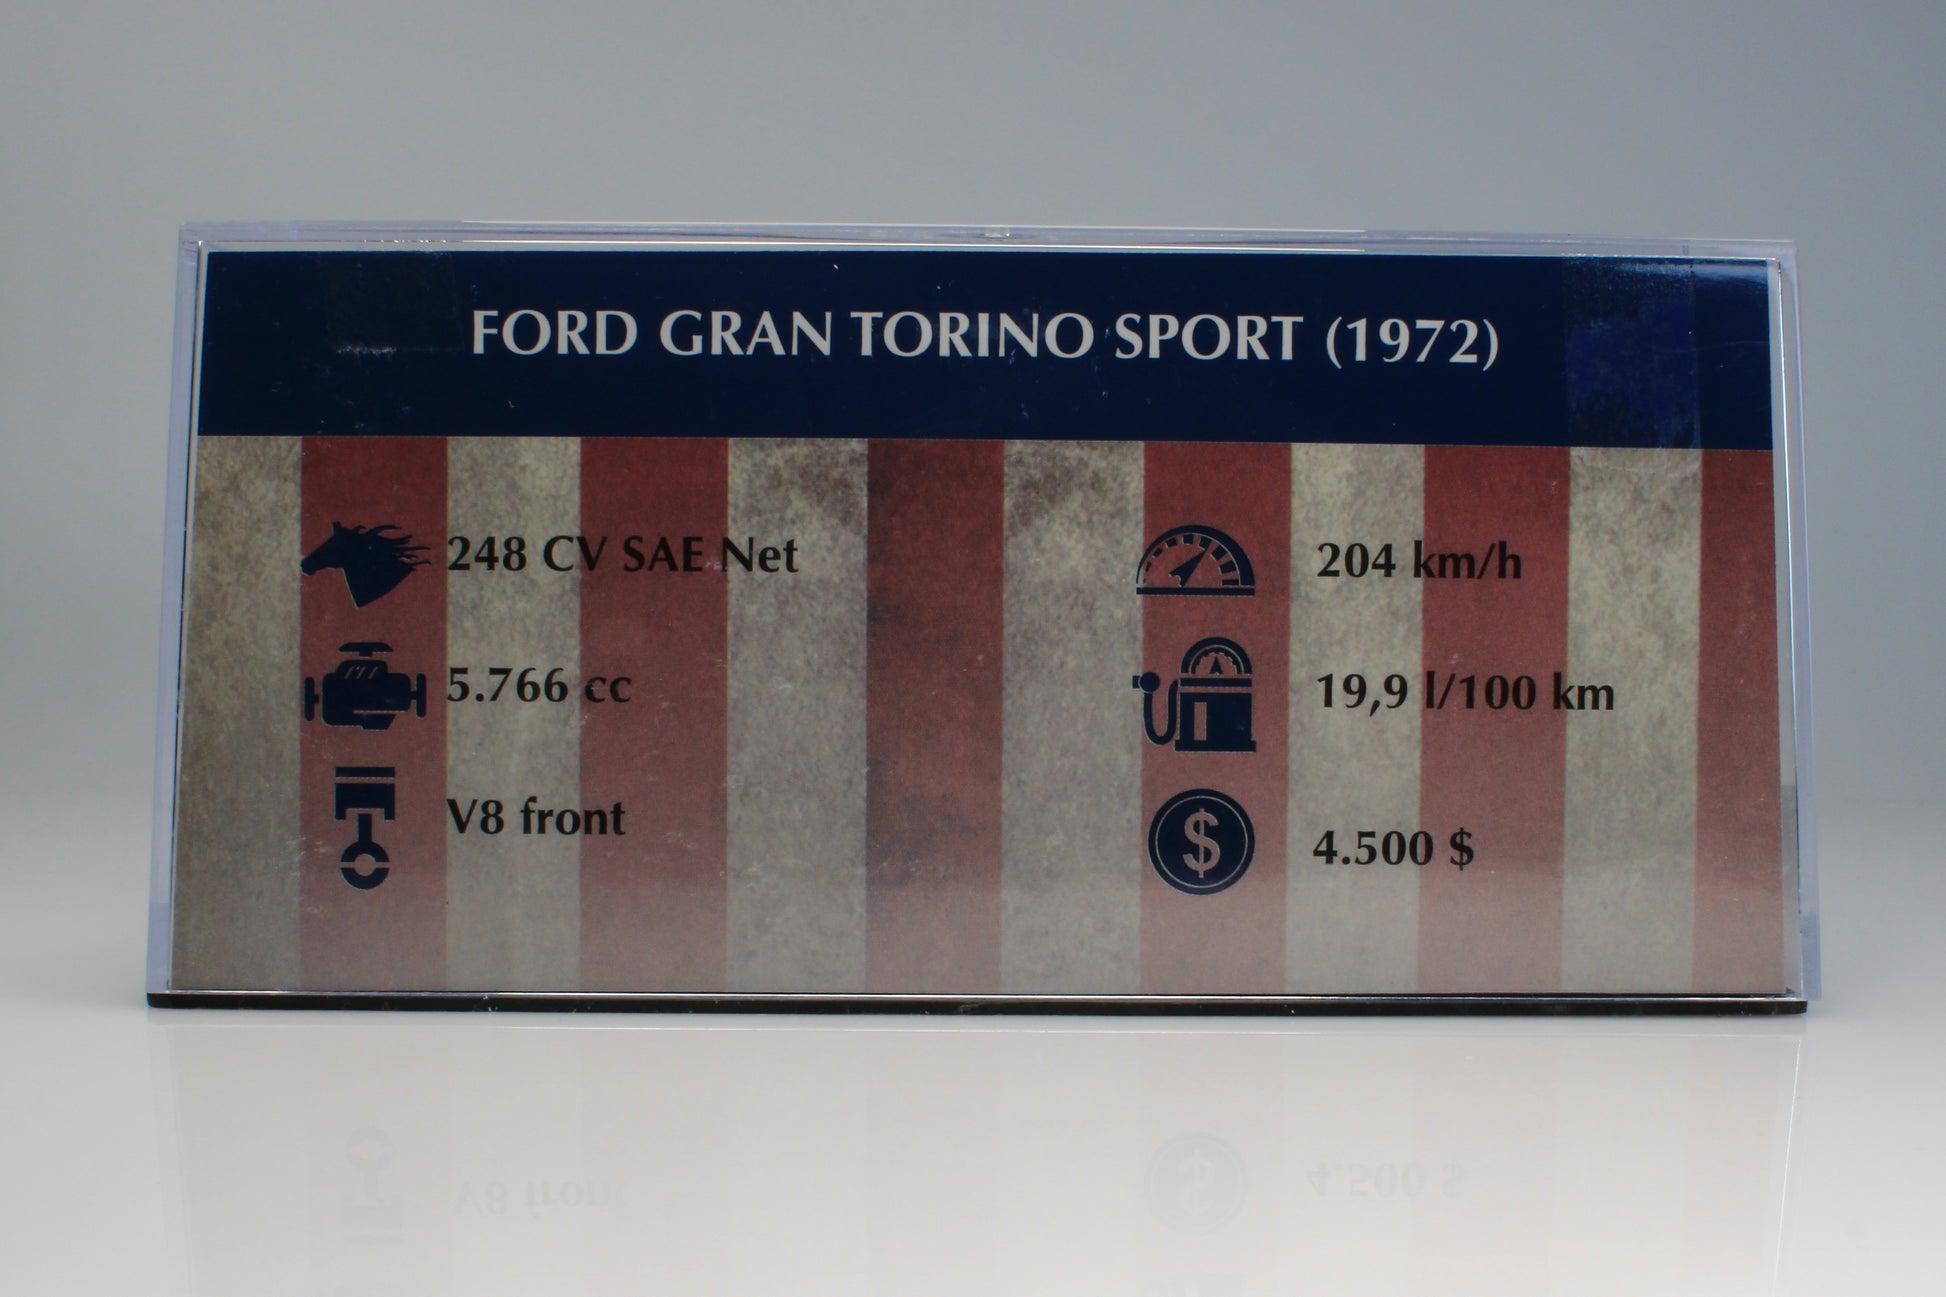 FORD GRAN TORINO SPORT (1972)
248 CV SAE Net
5.766 cc
V8 front
204 km/h
19,9 l/100 km
$
4.500 $